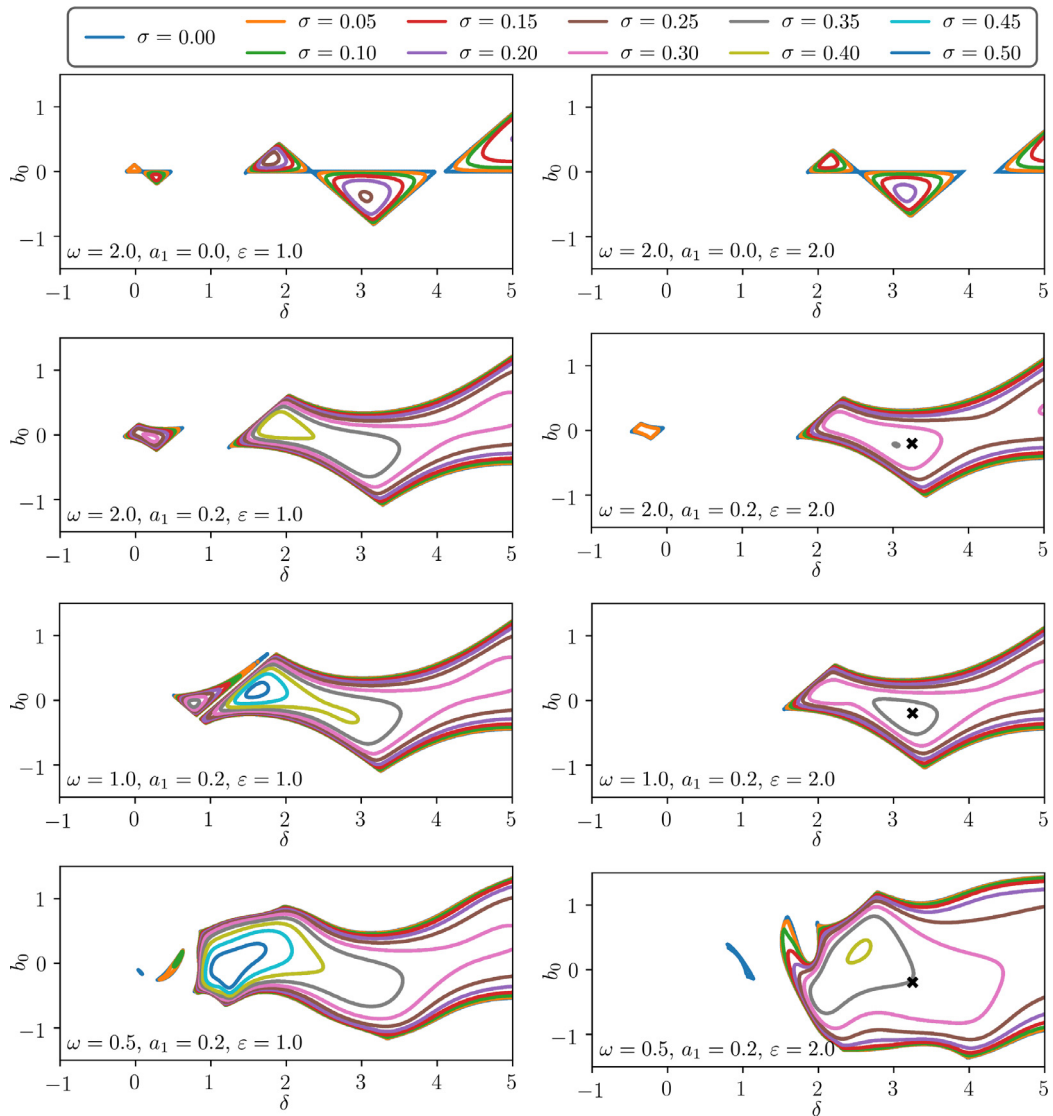 σ = 0.00 σ = 0.05 σ = 0.15 σ = 0.25 σ = 0.35 σ = 0.45
σ = 0.10 σ = 0.20 σ = 0.30 σ = 0.40 σ = 0.50
1
0
−1
b₀
ω = 2.0, a₁ = 0.0, ε = 1.0
−1 0 1 2 3 4 5
δ
1
0
−1
b₀
ω = 2.0, a₁ = 0.0, ε = 2.0
−1 0 1 2 3 4 5
δ
1
0
−1
b₀
ω = 2.0, a₁ = 0.2, ε = 1.0
−1 0 1 2 3 4 5
δ
1
0
−1
b₀
ω = 2.0, a₁ = 0.2, ε = 2.0
−1 0 1 2 3 4 5
δ
1
0
−1
b₀
ω = 1.0, a₁ = 0.2, ε = 1.0
−1 0 1 2 3 4 5
δ
1
0
−1
b₀
ω = 1.0, a₁ = 0.2, ε = 2.0
−1 0 1 2 3 4 5
δ
1
0
−1
b₀
ω = 0.5, a₁ = 0.2, ε = 1.0
−1 0 1 2 3 4 5
δ
1
0
−1
b₀
ω = 0.5, a₁ = 0.2, ε = 2.0
−1 0 1 2 3 4 5
δ